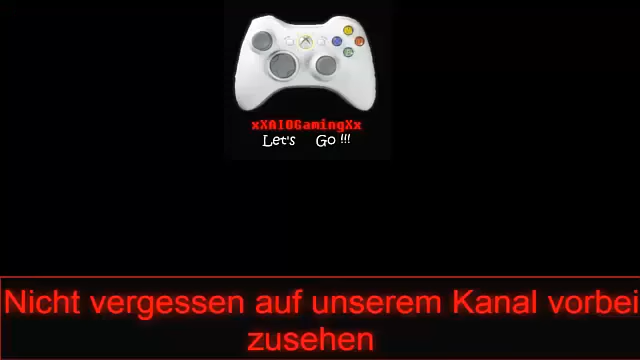 xXAIOGamingXx
Let's Go !!!
Nicht vergessen auf unserem Kanal vorbei
zusehen